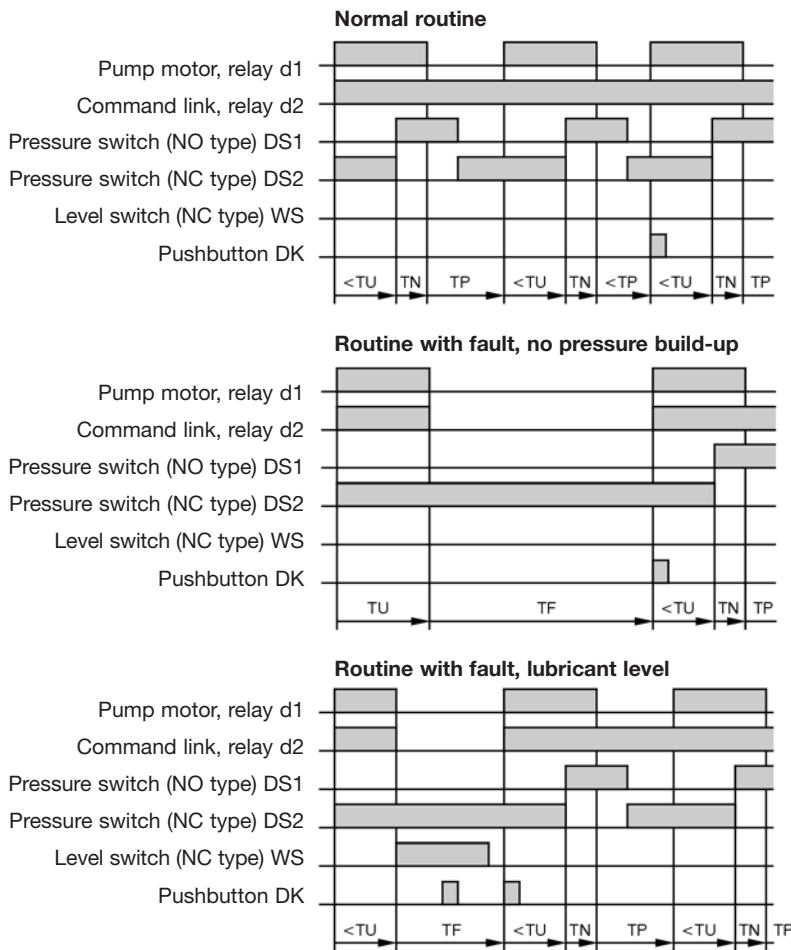 Normal routine
Pump motor, relay d1
Command link, relay d2
Pressure switch (NO type) DS1
Pressure switch (NC type) DS2
Level switch (NC type) WS
Pushbutton DK
<TU TN TP <TU TN <TP <TU TN TP
Routine with fault, no pressure build-up
Pump motor, relay d1
Command link, relay d2
Pressure switch (NO type) DS1
Pressure switch (NC type) DS2
Level switch (NC type) WS
Pushbutton DK
TU TF <TU TN TP
Routine with fault, lubricant level
Pump motor, relay d1
Command link, relay d2
Pressure switch (NO type) DS1
Pressure switch (NC type) DS2
Level switch (NC type) WS
Pushbutton DK
<TU TF <TU TN TP <TU TN TP